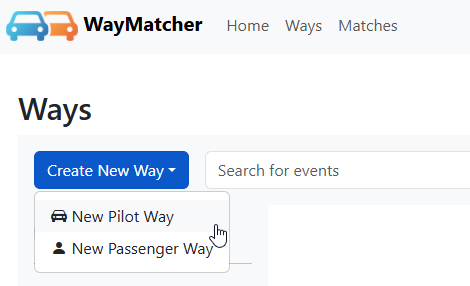 WayMatcher Home Ways Matches
Ways
Create New Way Search for events
New Pilot Way
New Passenger Way